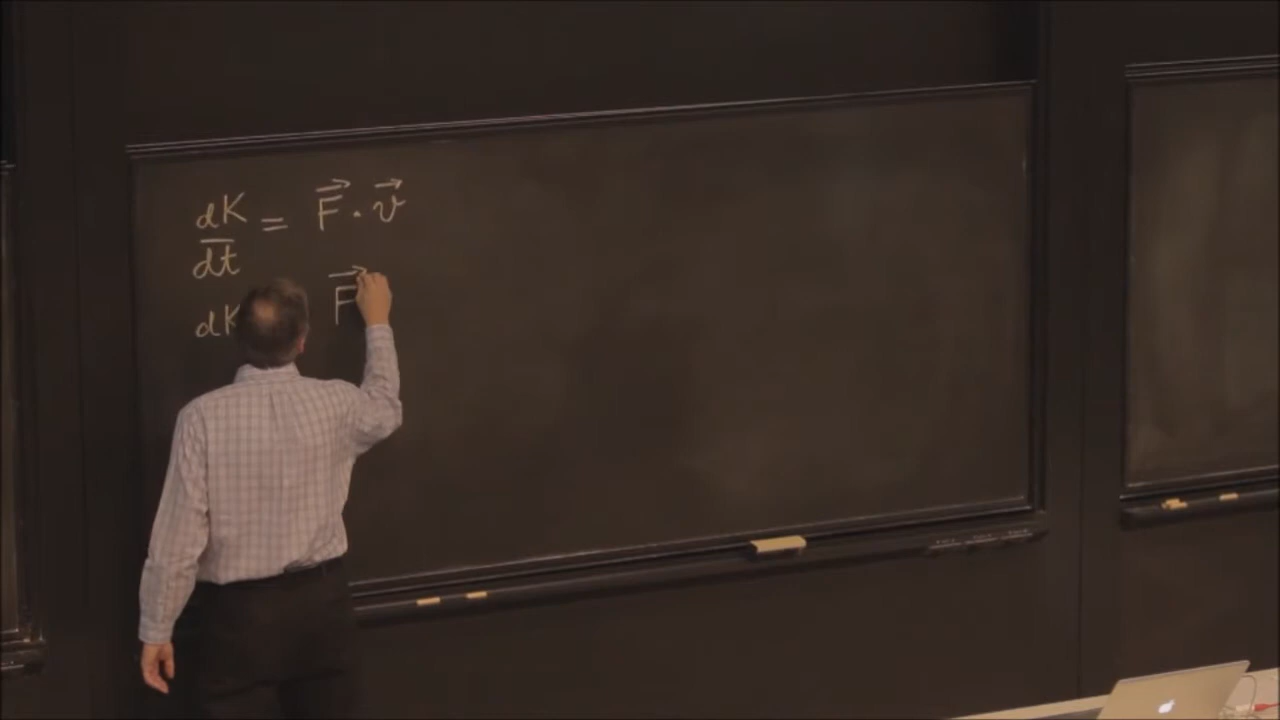 dK/dt = F⃗ · v⃗
dK F⃗